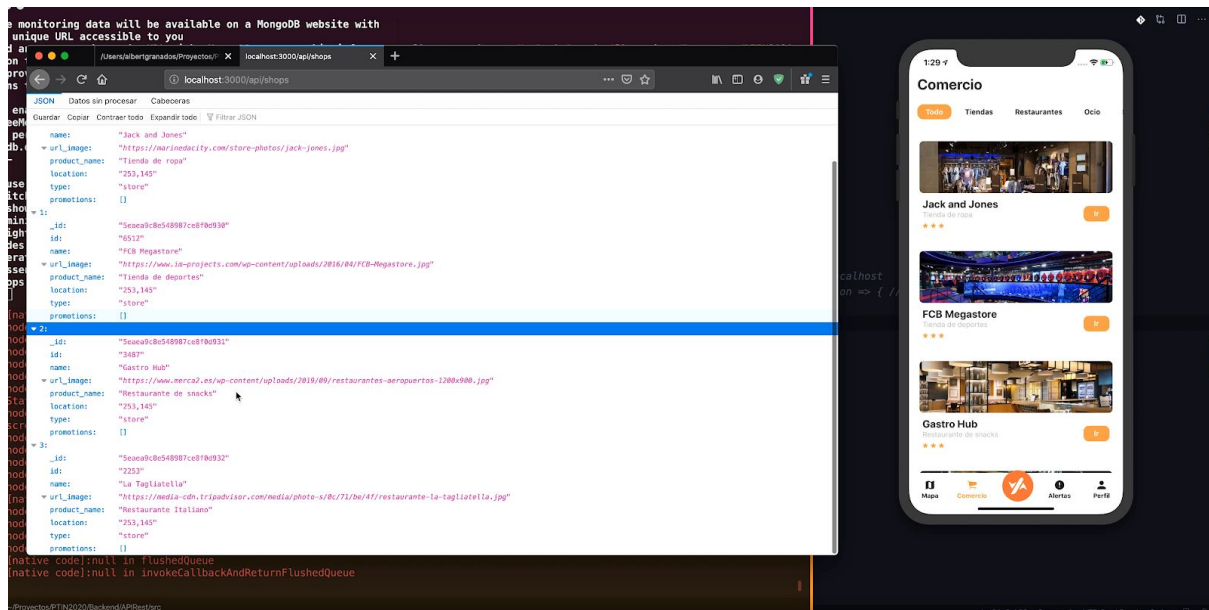 e monitoring data will be available on a MongoDB website with
unique URL accessible to you
/Users/albertgranados/Proyectos/P
localhost:3000/api/shops
localhost:3000/api/shops
JSON Datos sin procesar Cabeceras
Guardar Copiar Contraer todo Expandir todo Filtrar JSON
name: "Jack and Jones"
url_image: "https://marinedacity.com/store-photos/jack-jones.jpg"
product_name: "Tienda de ropa"
location: "253,145"
type: "store"
promotions: []
1:
_id: "5eaea9c8e548987ce8f0d930"
id: "6512"
name: "FCB Megastore"
url_image: "https://www.im-projects.com/wp-content/uploads/2016/04/FCB-Megastore.jpg"
product_name: "Tienda de deportes"
location: "253,145"
type: "store"
promotions: []
2:
_id: "5eaea9c8e548987ce8f0d931"
id: "3487"
name: "Gastro Hub"
url_image: "https://www.merca2.es/wp-content/uploads/2019/09/restaurantes-aeropuertos-1200x900.jpg"
product_name: "Restaurante de snacks"
location: "253,145"
type: "store"
promotions: []
3:
_id: "5eaea9c8e548987ce8f0d932"
id: "2253"
name: "La Tagliatella"
url_image: "https://media-cdn.tripadvisor.com/media/photo-s/0c/71/be/4f/restaurante-la-tagliatella.jpg"
product_name: "Restaurante Italiano"
location: "253,145"
type: "store"
promotions: []
[native code]:null in flushedQueue
[native code]:null in invokeCallbackAndReturnFlushedQueue
~/Proyectos/PTIN2020/Backend/APIRest/src
calhost
on => { //
1:29
Comercio
Todo Tiendas Restaurantes Ocio
Jack and Jones
Tienda de ropa
Ir
FCB Megastore
Tienda de deportes
Ir
Gastro Hub
Restaurante de snacks
Ir
Mapa Comercio Alertas Perfil